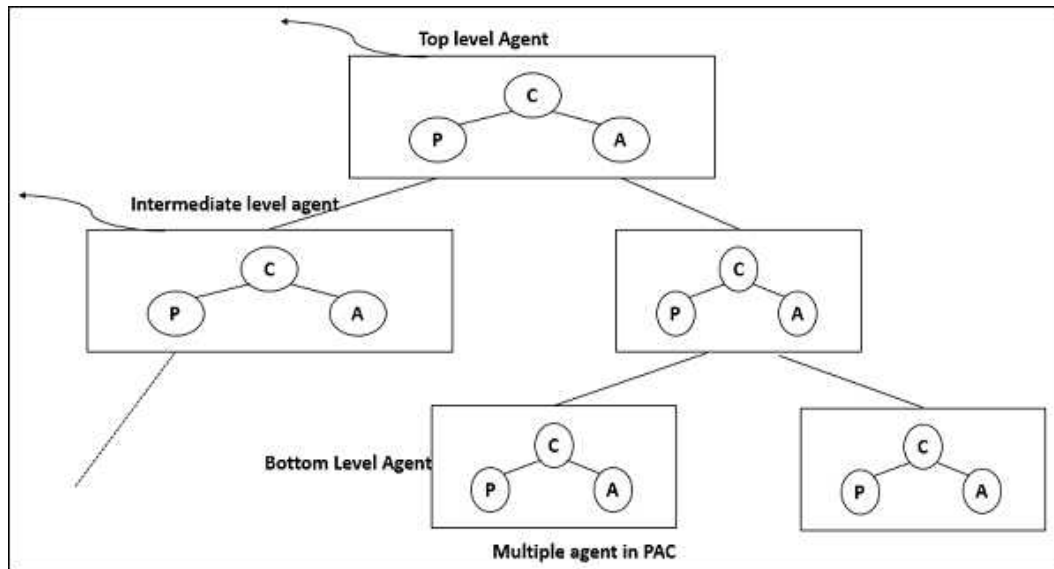 Top level Agent
C
P A
Intermediate level agent
C C
P A P A
Bottom Level Agent
C C
P A P A
Multiple agent in PAC